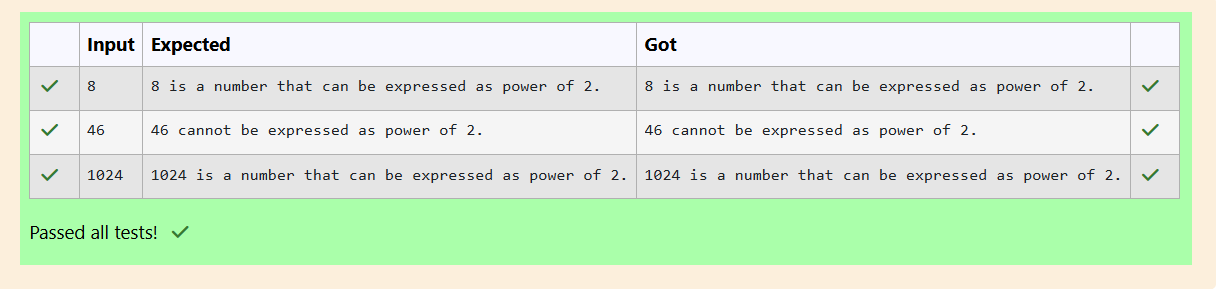 Input Expected Got
8 8 is a number that can be expressed as power of 2. 8 is a number that can be expressed as power of 2.
46 46 cannot be expressed as power of 2. 46 cannot be expressed as power of 2.
1024 1024 is a number that can be expressed as power of 2. 1024 is a number that can be expressed as power of 2.
Passed all tests!